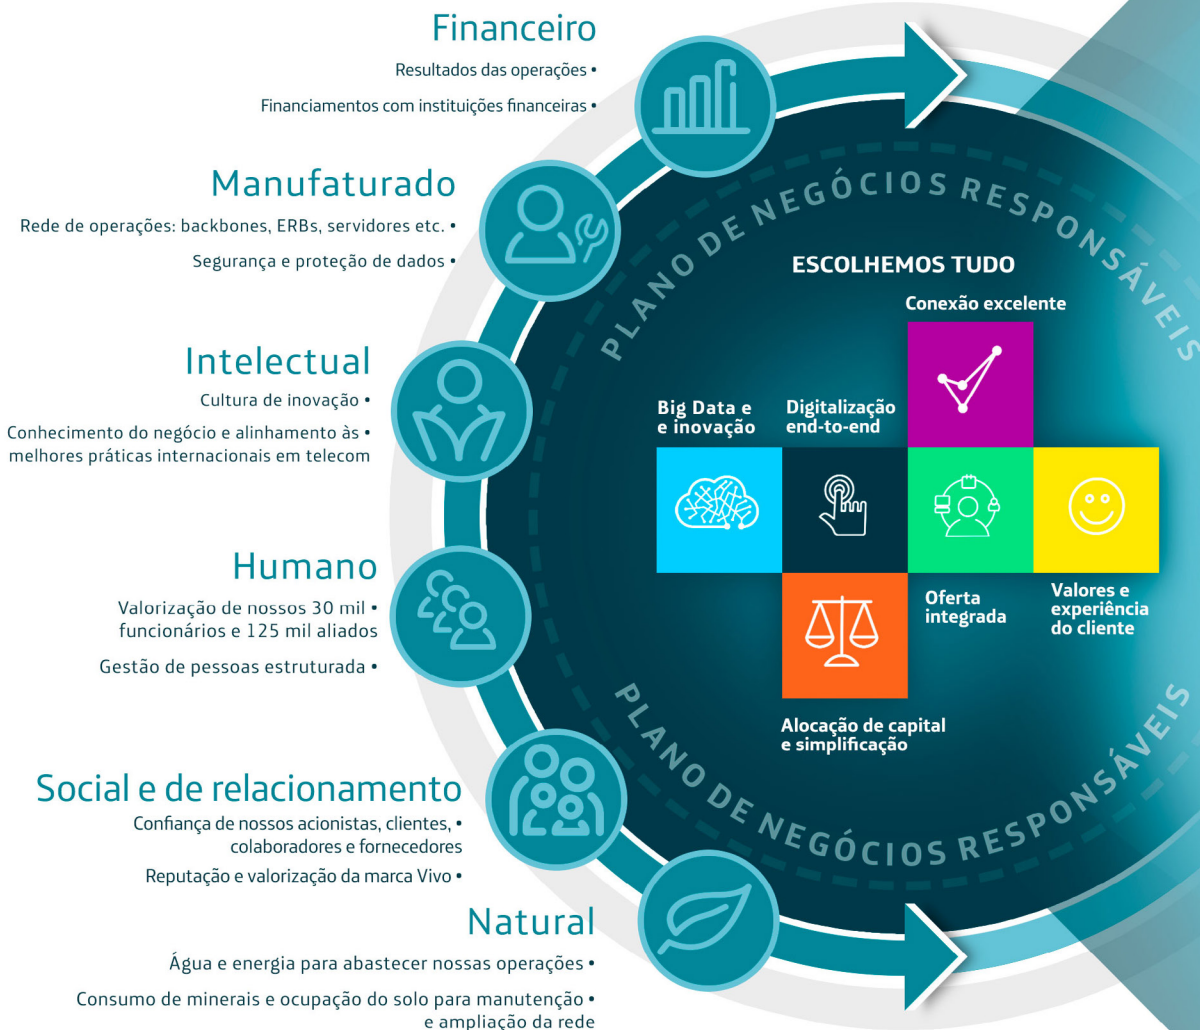 Financeiro
Resultados das operações •
Financiamentos com instituições financeiras •
Manufaturado
Rede de operações: backbones, ERBs, servidores etc. •
Segurança e proteção de dados •
Intelectual
Cultura de inovação •
Conhecimento do negócio e alinhamento às •
melhores práticas internacionais em telecom
Humano
Valorização de nossos 30 mil •
funcionários e 125 mil aliados
Gestão de pessoas estruturada •
Social e de relacionamento
Confiança de nossos acionistas, clientes, •
colaboradores e fornecedores
Reputação e valorização da marca Vivo •
Natural
Água e energia para abastecer nossas operações •
Consumo de minerais e ocupação do solo para manutenção •
e ampliação da rede
PLANO DE NEGÓCIOS RESPONSÁVEIS
ESCOLHEMOS TUDO
Conexão excelente
Big Data e
e inovação
Digitalização
end-to-end
Oferta
integrada
Valores e
experiência
do cliente
Alocação de capital
e simplificação
PLANO DE NEGÓCIOS RESPONSÁVEIS